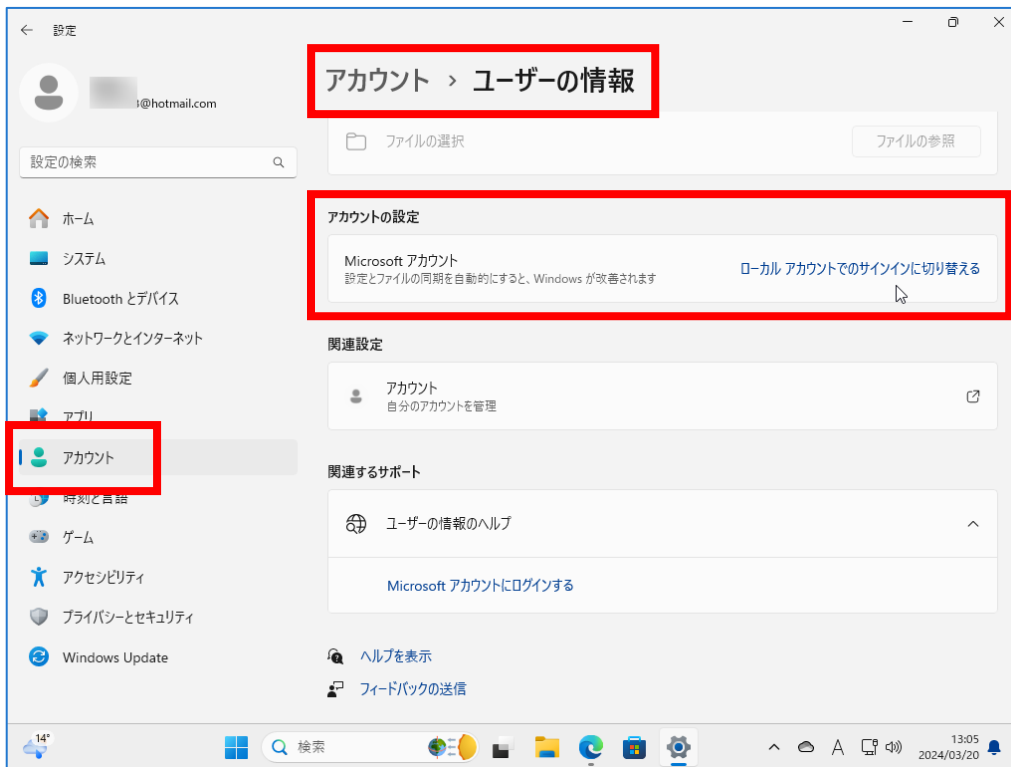 設定
@hotmail.com
設定の検索
ホーム
システム
Bluetooth とデバイス
ネットワークとインターネット
個人用設定
アプリ
アカウント
時刻と言語
ゲーム
アクセシビリティ
プライバシーとセキュリティ
Windows Update
アカウント › ユーザーの情報
ファイルの選択
ファイルの参照
アカウントの設定
Microsoft アカウント
ローカル アカウントでのサインインに切り替える
設定とファイルの同期を自動的にすると、Windows が改善されます
関連設定
アカウント
自分のアカウントを管理
関連するサポート
ユーザーの情報のヘルプ
Microsoft アカウントにログインする
ヘルプを表示
フィードバックの送信
14°
検索
A
13:05
2024/03/20